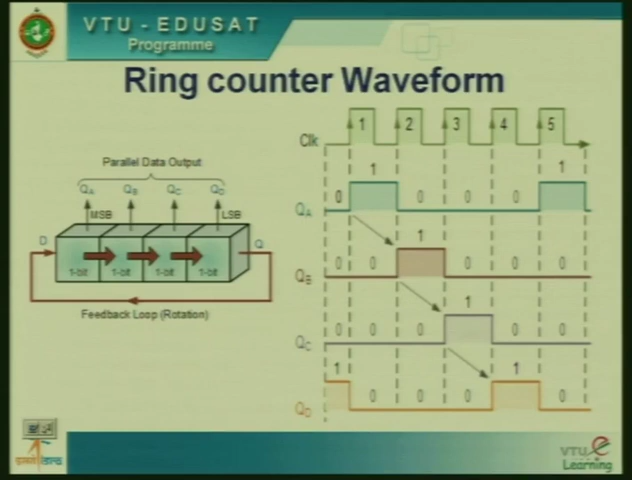 VTU - EDUSAT
Programme
Ring counter Waveform
Parallel Data Output
QA QB QC QD
MSB LSB
D Q
1-bit 1-bit 1-bit 1-bit
Feedback Loop (Rotation)
Clk 1 2 3 4 5
QA 0 1 0 0 0 1
QB 0 0 1 0 0 0
QC 0 0 0 1 0 0
QD 1 0 0 0 1 0
VTU e
Learning